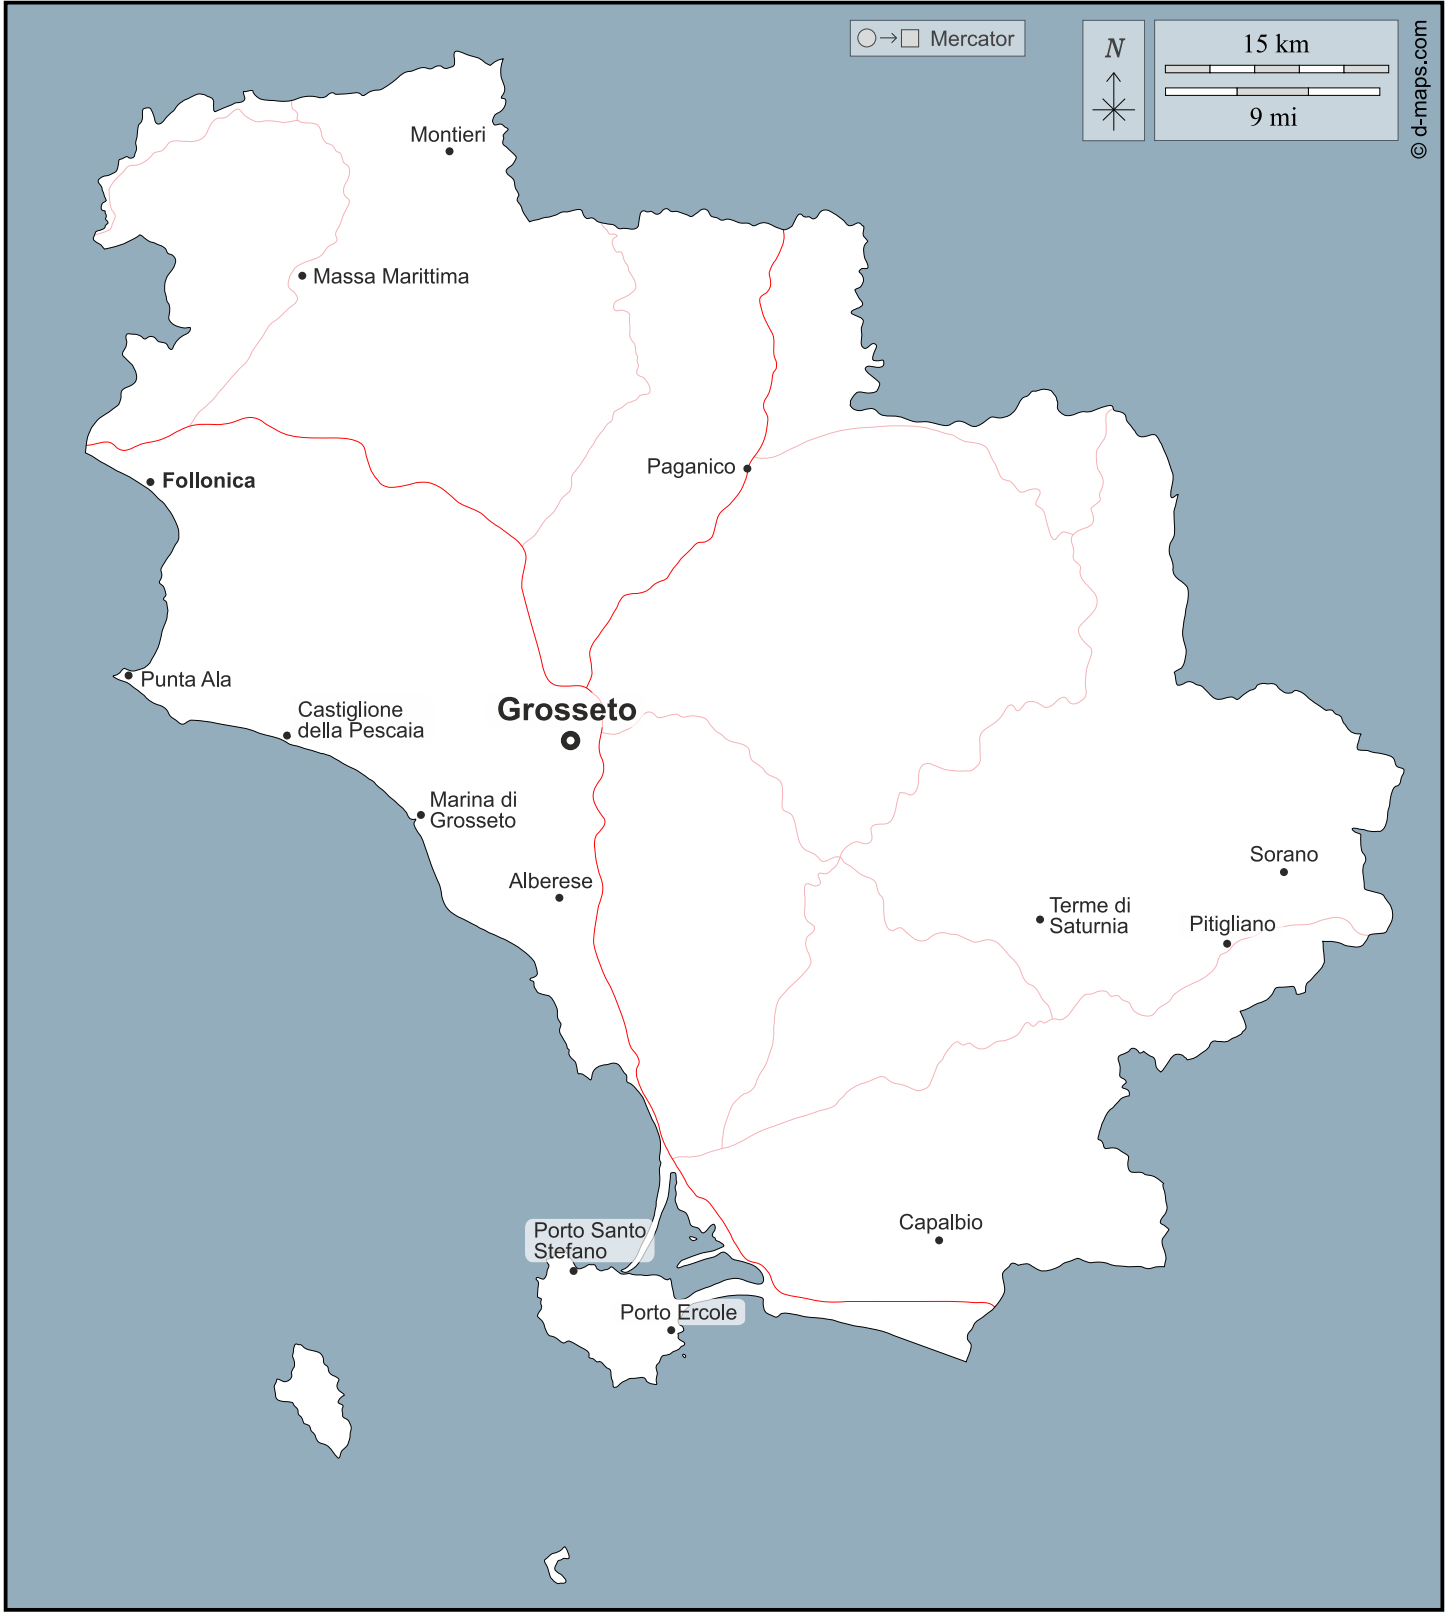 Mercator
N
15 km
9 mi
© d-maps.com
Montieri
Massa Marittima
Paganico
Follonica
Punta Ala
Castiglione
della Pescaia
Grosseto
Marina di
Grosseto
Alberese
Sorano
Terme di
Saturnia
Pitigliano
Capalbio
Porto Santo
Stefano
Porto Ercole